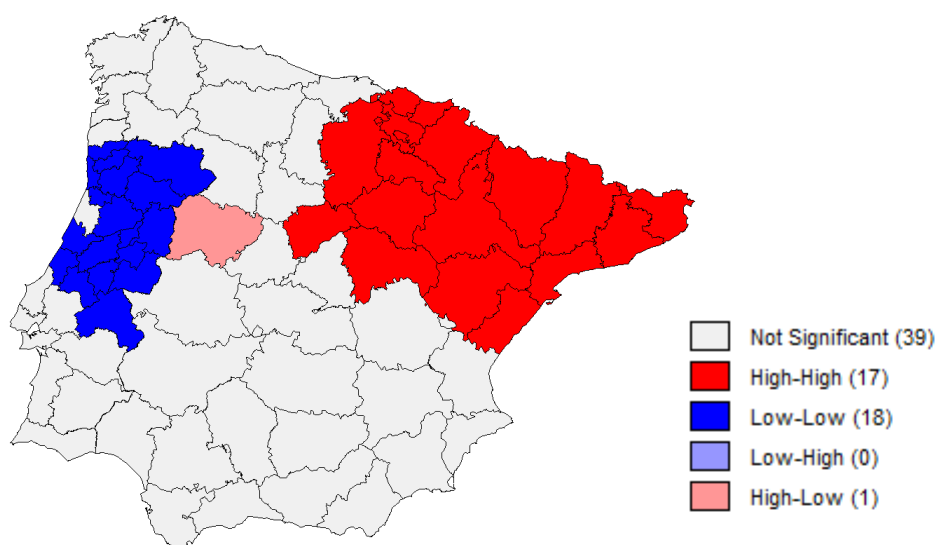 Not Significant (39)
High-High (17)
Low-Low (18)
Low-High (0)
High-Low (1)